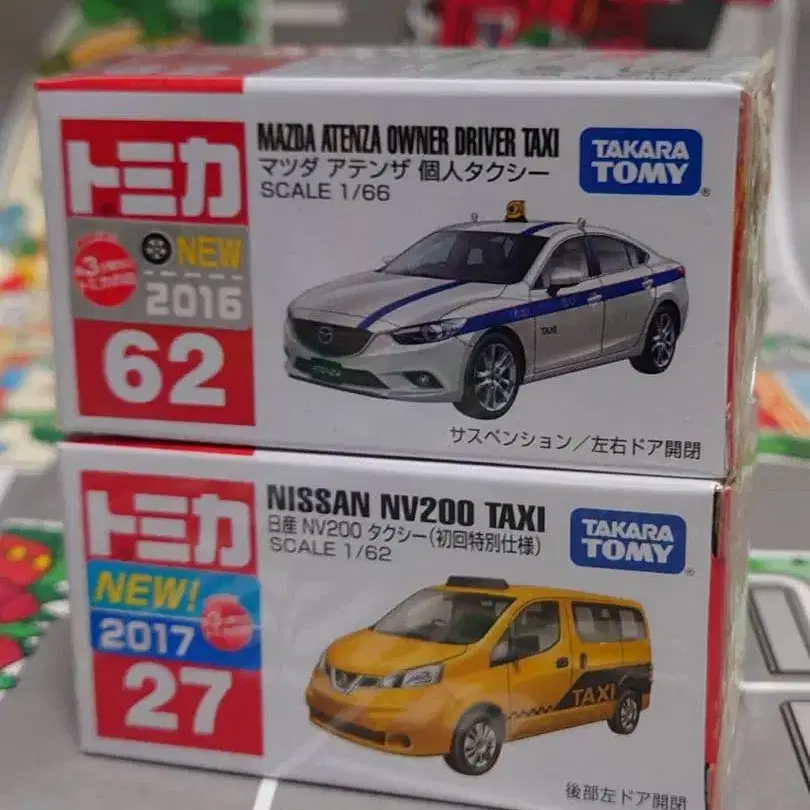 MAZDA ATENZA OWNER DRIVER TAXI
マツダ アテンザ 個人タクシー
SCALE 1/66
TAKARA
TOMY
®
トミカ
NEW
2016
62
TAXI
ATENZA
サスペンション/左右ドア開閉
NISSAN NV200 TAXI
日産 NV200 タクシー(初回特別仕様)
SCALE 1/62
TAKARA
TOMY
®
トミカ
NEW!
2017
27
TAXI
後部左ドア開閉